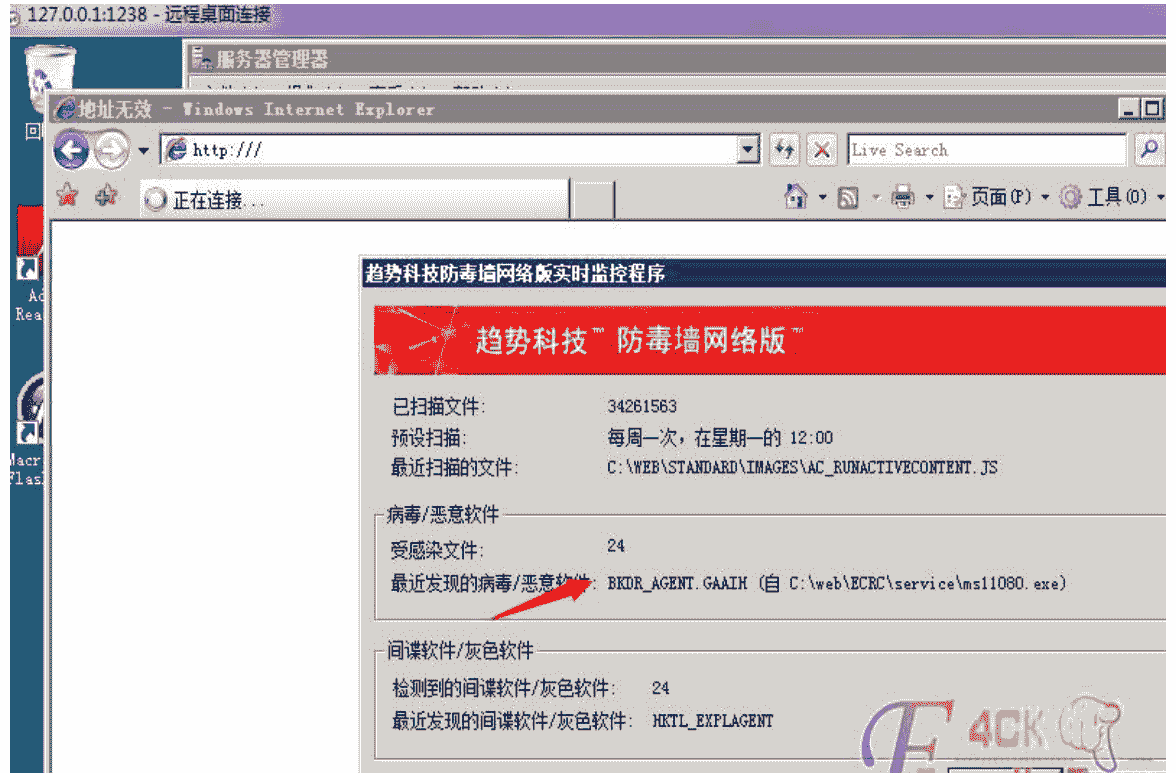 127.0.0.1:1238 - 远程桌面连接
服务器管理器
地址无效 - Windows Internet Explorer
http:///
Live Search
正在连接...
页面(P)
工具(O)
趋势科技防毒墙网络版实时监控程序
趋势科技™ 防毒墙网络版™
已扫描文件: 34261563
预设扫描: 每周一次，在星期一的 12:00
最近扫描的文件: C:\WEB\STANDARD\IMAGES\AC_RUNACTIVECONTENT.JS
病毒/恶意软件
受感染文件: 24
最近发现的病毒/恶意软件: BKDR_AGENT.GAAIH (自 C:\web\ECRC\service\ms11080.exe)
间谍软件/灰色软件
检测到的间谍软件/灰色软件: 24
最近发现的间谍软件/灰色软件: HKTL_EXPLAGENT
F4CK